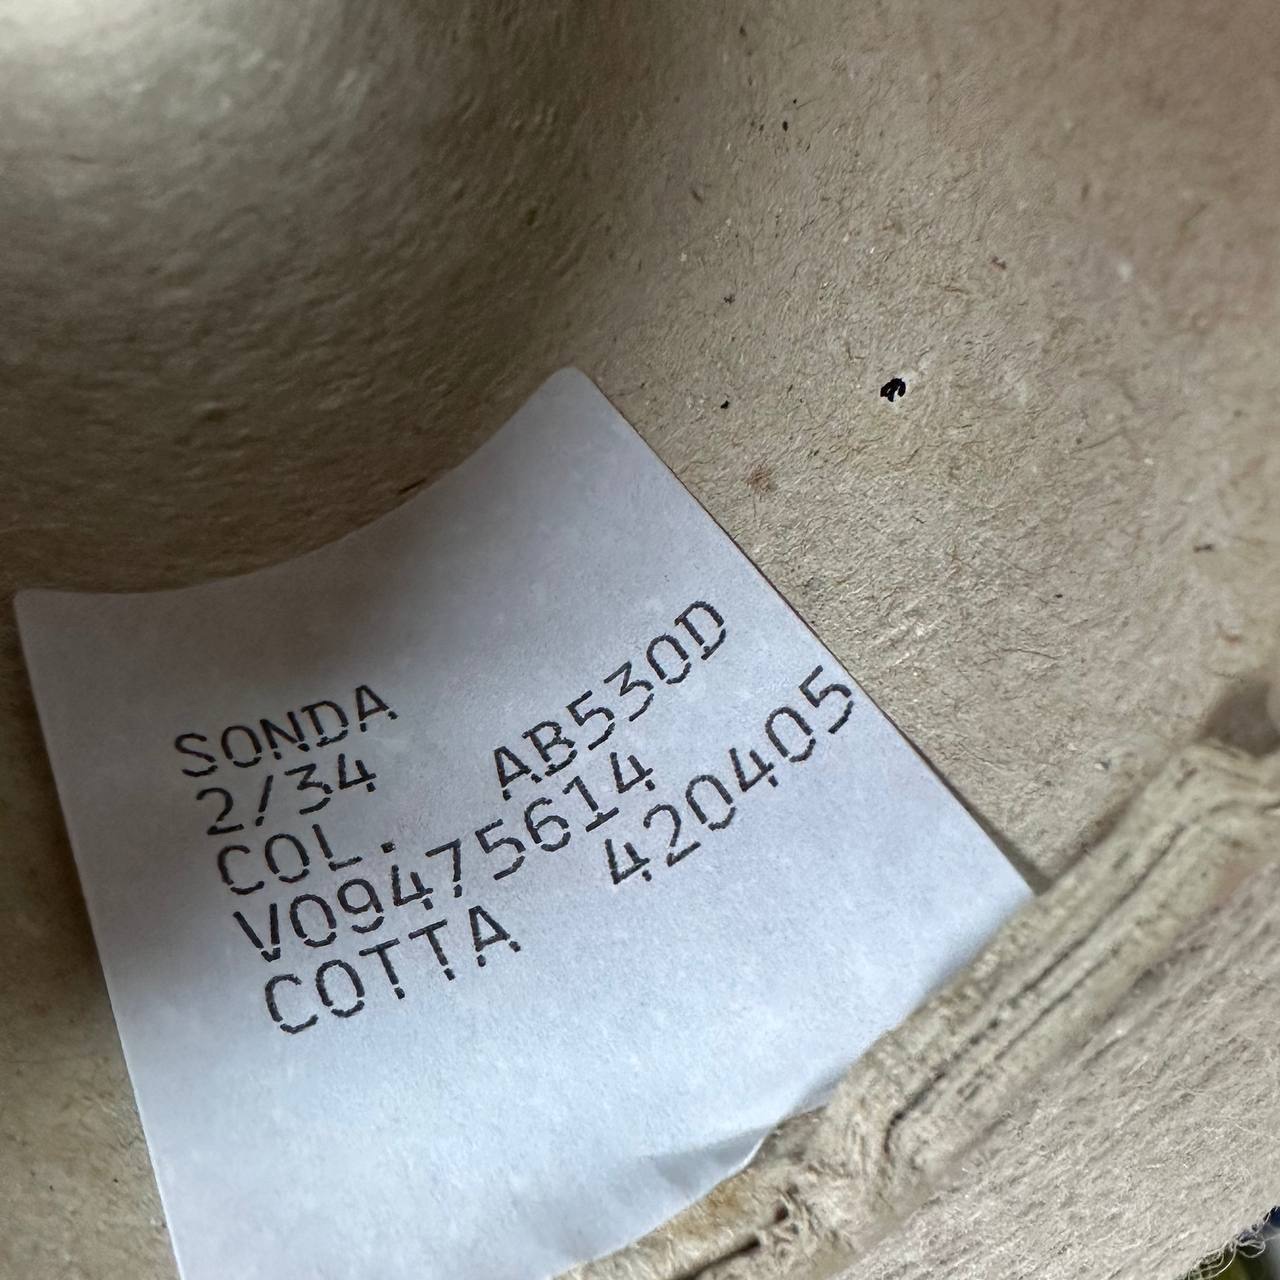 SONDA
2/34
COL. AB530D
V09475614
COTTA 420405